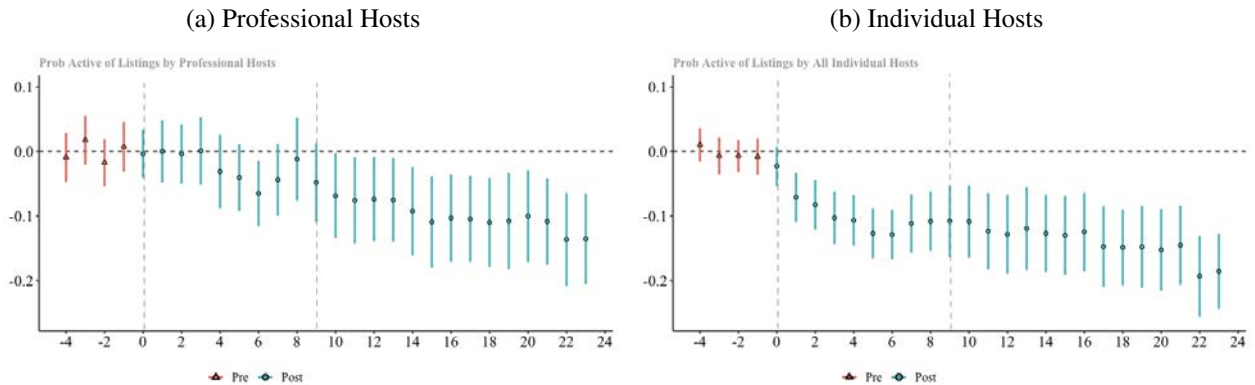 (a) Professional Hosts
Prob Active of Listings by Professional Hosts
0.1
0.0
-0.1
-0.2
-4 -2 0 2 4 6 8 10 12 14 16 18 20 22 24
Pre Post
(b) Individual Hosts
Prob Active of Listings by All Individual Hosts
0.1
0.0
-0.1
-0.2
-4 -2 0 2 4 6 8 10 12 14 16 18 20 22 24
Pre Post